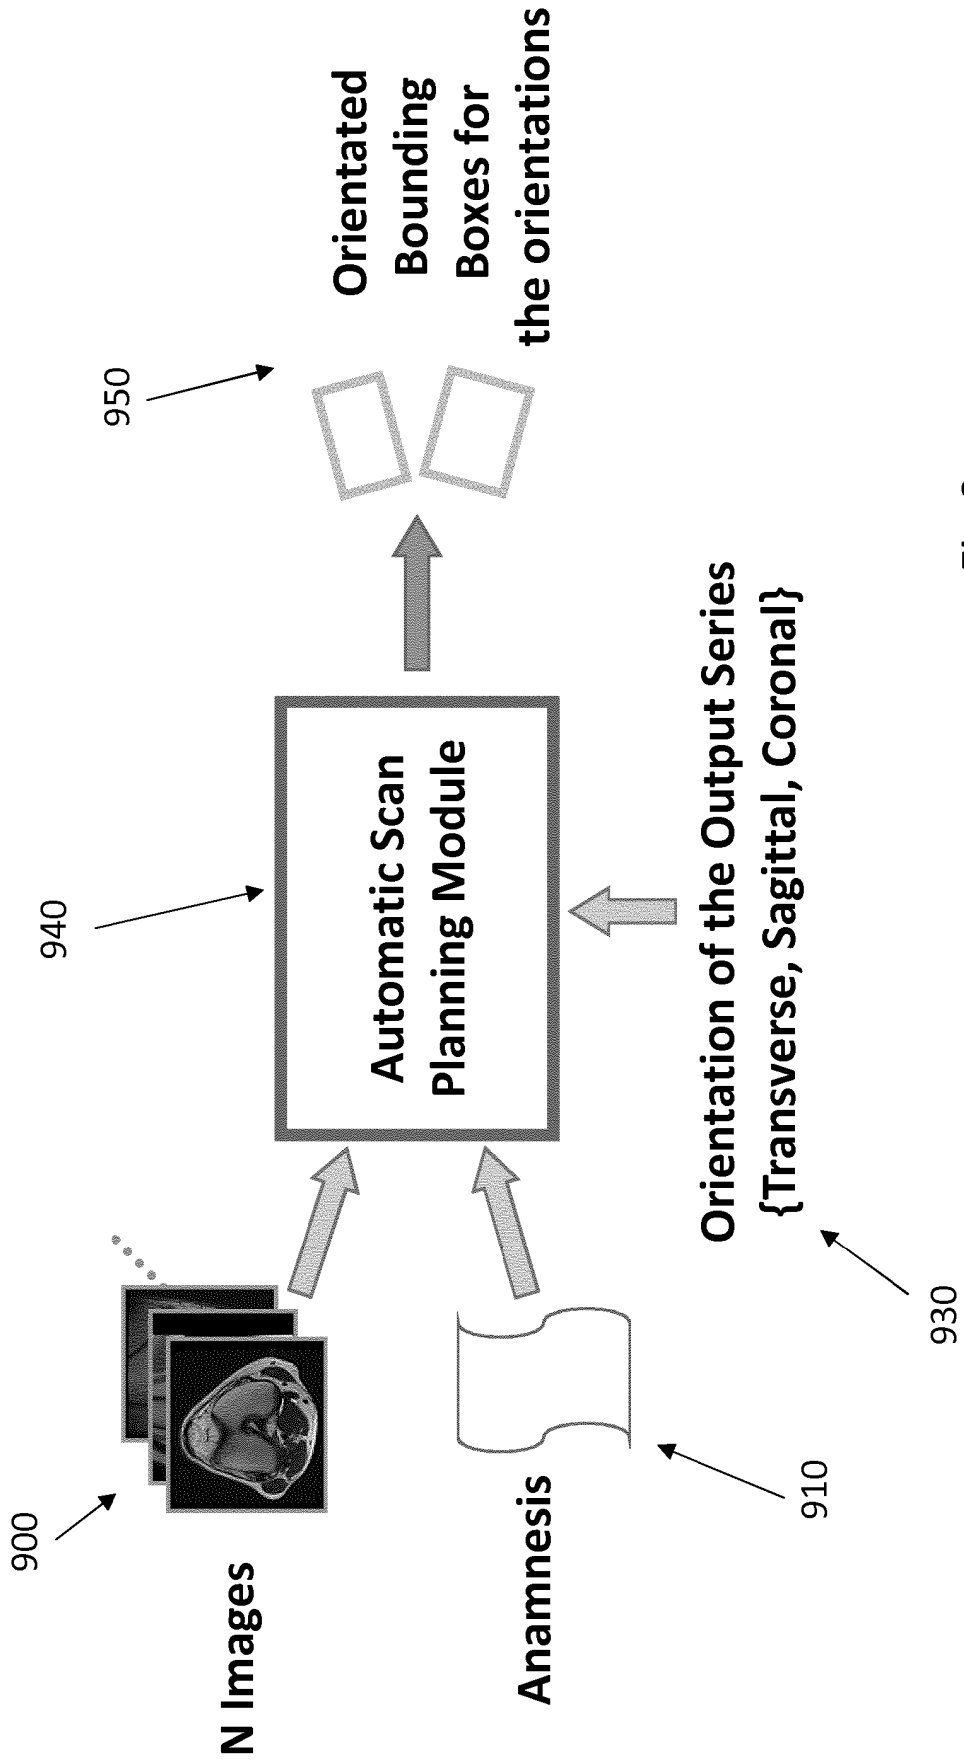 900
N Images
Anamnesis
910
940
Automatic Scan
Planning Module
Orientation of the Output Series
{Transverse, Sagittal, Coronal}
930
950
Orientated
Bounding
Boxes for
the orientations